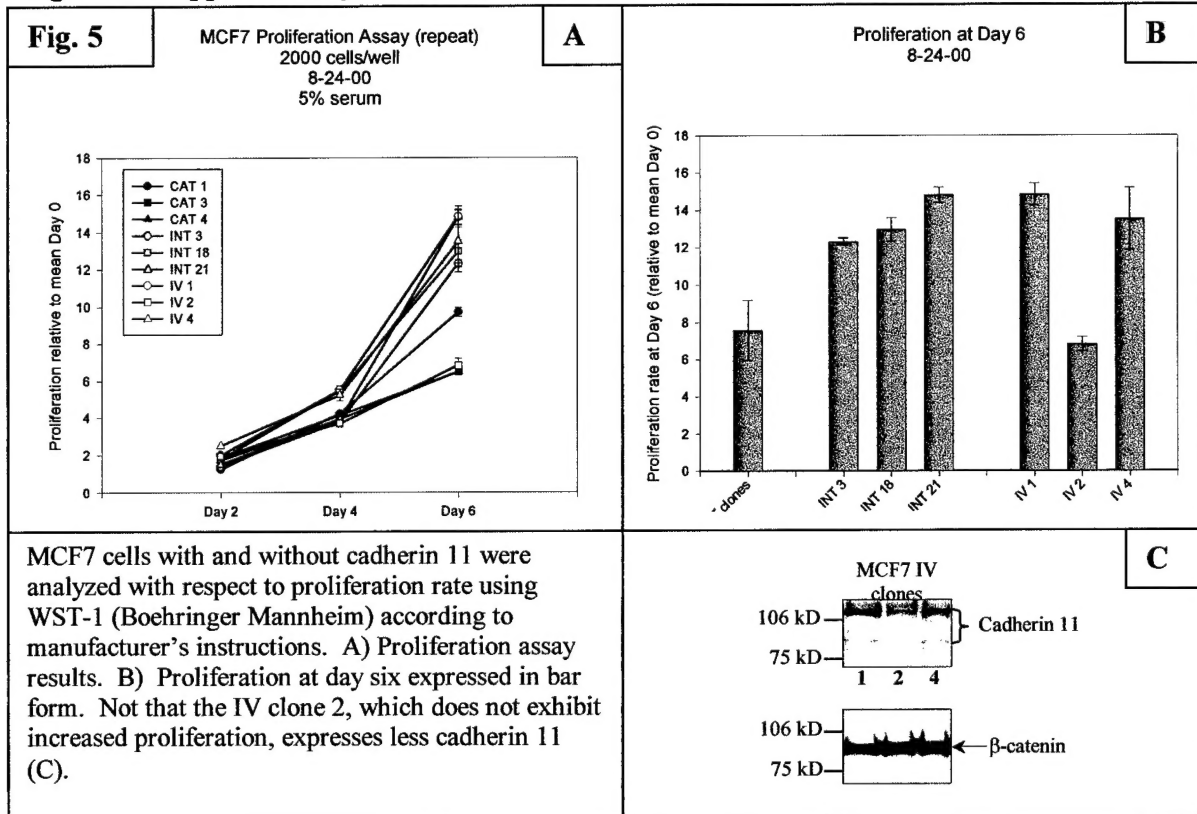 Fig. 5
MCF7 Proliferation Assay (repeat)
2000 cells/well
8-24-00
5% serum
A
Proliferation relative to mean Day 0
18
16
14
12
10
8
6
4
2
0
CAT 1
CAT 3
CAT 4
INT 3
INT 18
INT 21
IV 1
IV 2
IV 4
Day 2
Day 4
Day 6
Proliferation at Day 6
8-24-00
B
Proliferation rate at Day 6 (relative to mean Day 0)
18
16
14
12
10
8
6
4
2
0
clones
INT 3
INT 18
INT 21
IV 1
IV 2
IV 4
MCF7 cells with and without cadherin 11 were
analyzed with respect to proliferation rate using
WST-1 (Boehringer Mannheim) according to
manufacturer's instructions. A) Proliferation assay
results. B) Proliferation at day six expressed in bar
form. Not that the IV clone 2, which does not exhibit
increased proliferation, expresses less cadherin 11
(C).
C
MCF7 IV
clones
106 kD
Cadherin 11
75 kD
1 2 4
106 kD
β-catenin
75 kD